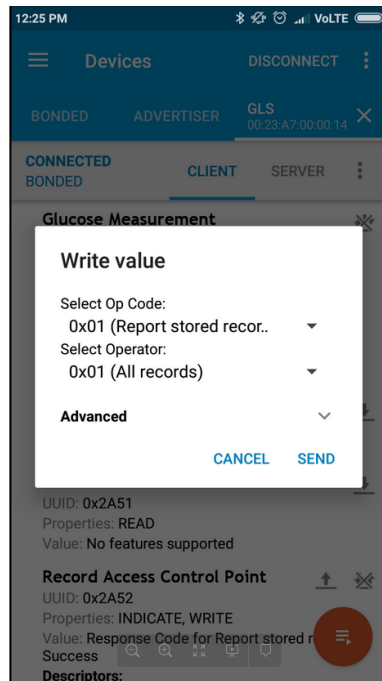 12:25 PM VoLTE
Devices DISCONNECT
BONDED ADVERTISER GLS
00:23:A7:00:00:14
CONNECTED
BONDED CLIENT SERVER
Glucose Measurement
Write value
Select Op Code:
0x01 (Report stored recor..
Select Operator:
0x01 (All records)
Advanced
CANCEL SEND
UUID: 0x2A51
Properties: READ
Value: No features supported
Record Access Control Point
UUID: 0x2A52
Properties: INDICATE, WRITE
Value: Response Code for Report stored r
Success
Descriptors: